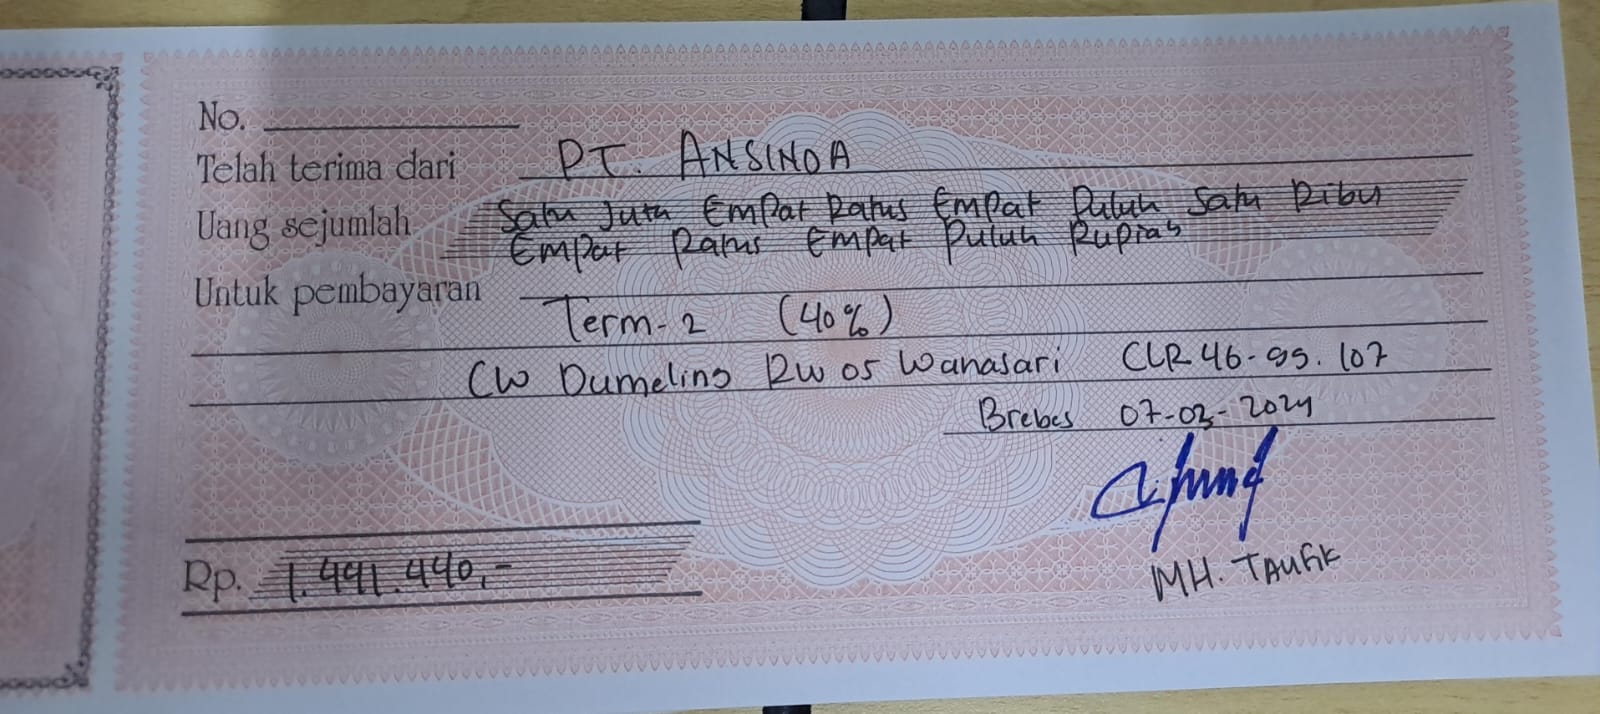 No.
Telah terima dari PT. ANSINDA
Uang sejumlah Satu Juta Empat Ratus Empat Puluh Satu Ribu
Empat Ratus Empat Puluh Rupiah
Untuk pembayaran
Term-2 (40%)
CW Dumeling RW 05 Wanasari CLR 46-99.107
Brebes 07-03-2024
Rp. 1.441.440,-
MH. TAUFIK